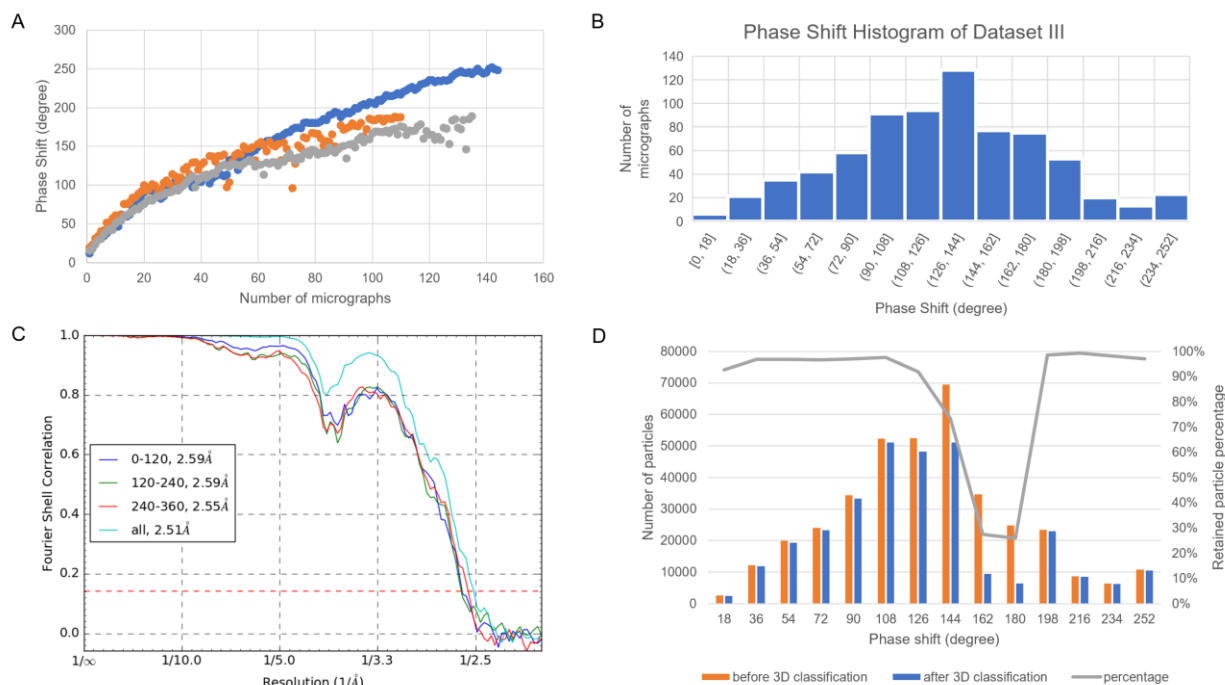 A
300
250
200
150
100
50
0
Phase Shift (degree)
0 20 40 60 80 100 120 140 160
Number of micrographs
B
Phase Shift Histogram of Dataset III
140
120
100
80
60
40
20
0
Number of
micrographs
[0, 18]
(18, 36]
(36, 54]
(54, 72]
(72, 90]
(90, 108]
(108, 126]
(126, 144]
(144, 162]
(162, 180]
(180, 198]
(198, 216]
(216, 234]
(234, 252]
Phase Shift (degree)
C
1.0
0.8
0.6
0.4
0.2
0.0
Fourier Shell Correlation
0-120, 2.59Å
120-240, 2.59Å
240-360, 2.55Å
all, 2.51Å
1/∞ 1/10.0 1/5.0 1/3.3 1/2.5
Resolution (1/Å)
D
80000
70000
60000
50000
40000
30000
20000
10000
0
Number of particles
100%
90%
80%
70%
60%
50%
40%
30%
20%
10%
0%
Retained particle percentage
18 36 54 72 90 108 126 144 162 180 198 216 234 252
Phase shift (degree)
before 3D classification after 3D classification percentage